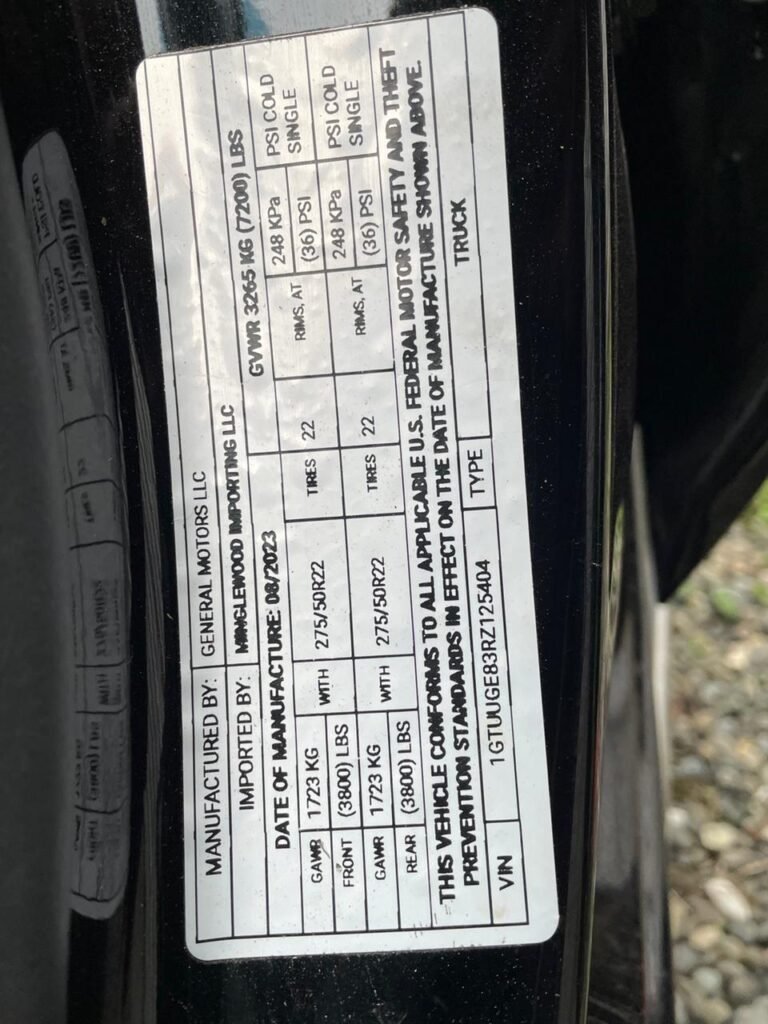 MANUFACTURED BY: GENERAL MOTORS LLC
IMPORTED BY: MINGLEWOOD IMPORTING LLC
DATE OF MANUFACTURE: 08/2023 GVWR 3265 KG (7200) LBS
GAWR 1723 KG WITH 275/50R22 TIRES 22 RIMS, AT 248 KPa PSI COLD
FRONT (3800) LBS (36) PSI SINGLE
GAWR 1723 KG WITH 275/50R22 TIRES 22 RIMS, AT 248 KPa PSI COLD
REAR (3800) LBS (36) PSI SINGLE
THIS VEHICLE CONFORMS TO ALL APPLICABLE U.S. FEDERAL MOTOR SAFETY AND THEFT
PREVENTION STANDARDS IN EFFECT ON THE DATE OF MANUFACTURE SHOWN ABOVE.
VIN 1GTUUGE83RZ125404 TYPE TRUCK